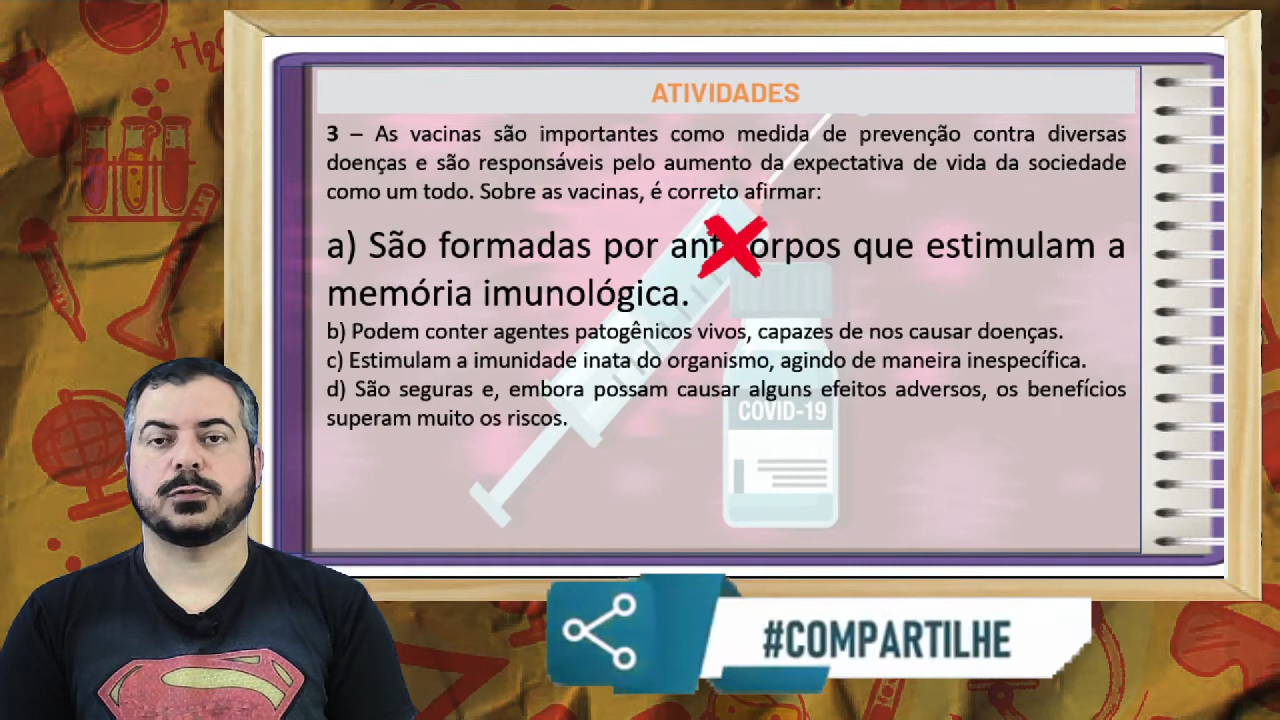 H2O
ATIVIDADES
3 – As vacinas são importantes como medida de prevenção contra diversas
doenças e são responsáveis pelo aumento da expectativa de vida da sociedade
como um todo. Sobre as vacinas, é correto afirmar:
a) São formadas por ant corpos que estimulam a
memória imunológica.
b) Podem conter agentes patogênicos vivos, capazes de nos causar doenças.
c) Estimulam a imunidade inata do organismo, agindo de maneira inespecífica.
d) São seguras e, embora possam causar alguns efeitos adversos, os benefícios
superam muito os riscos.
COVID-19
#COMPARTILHE